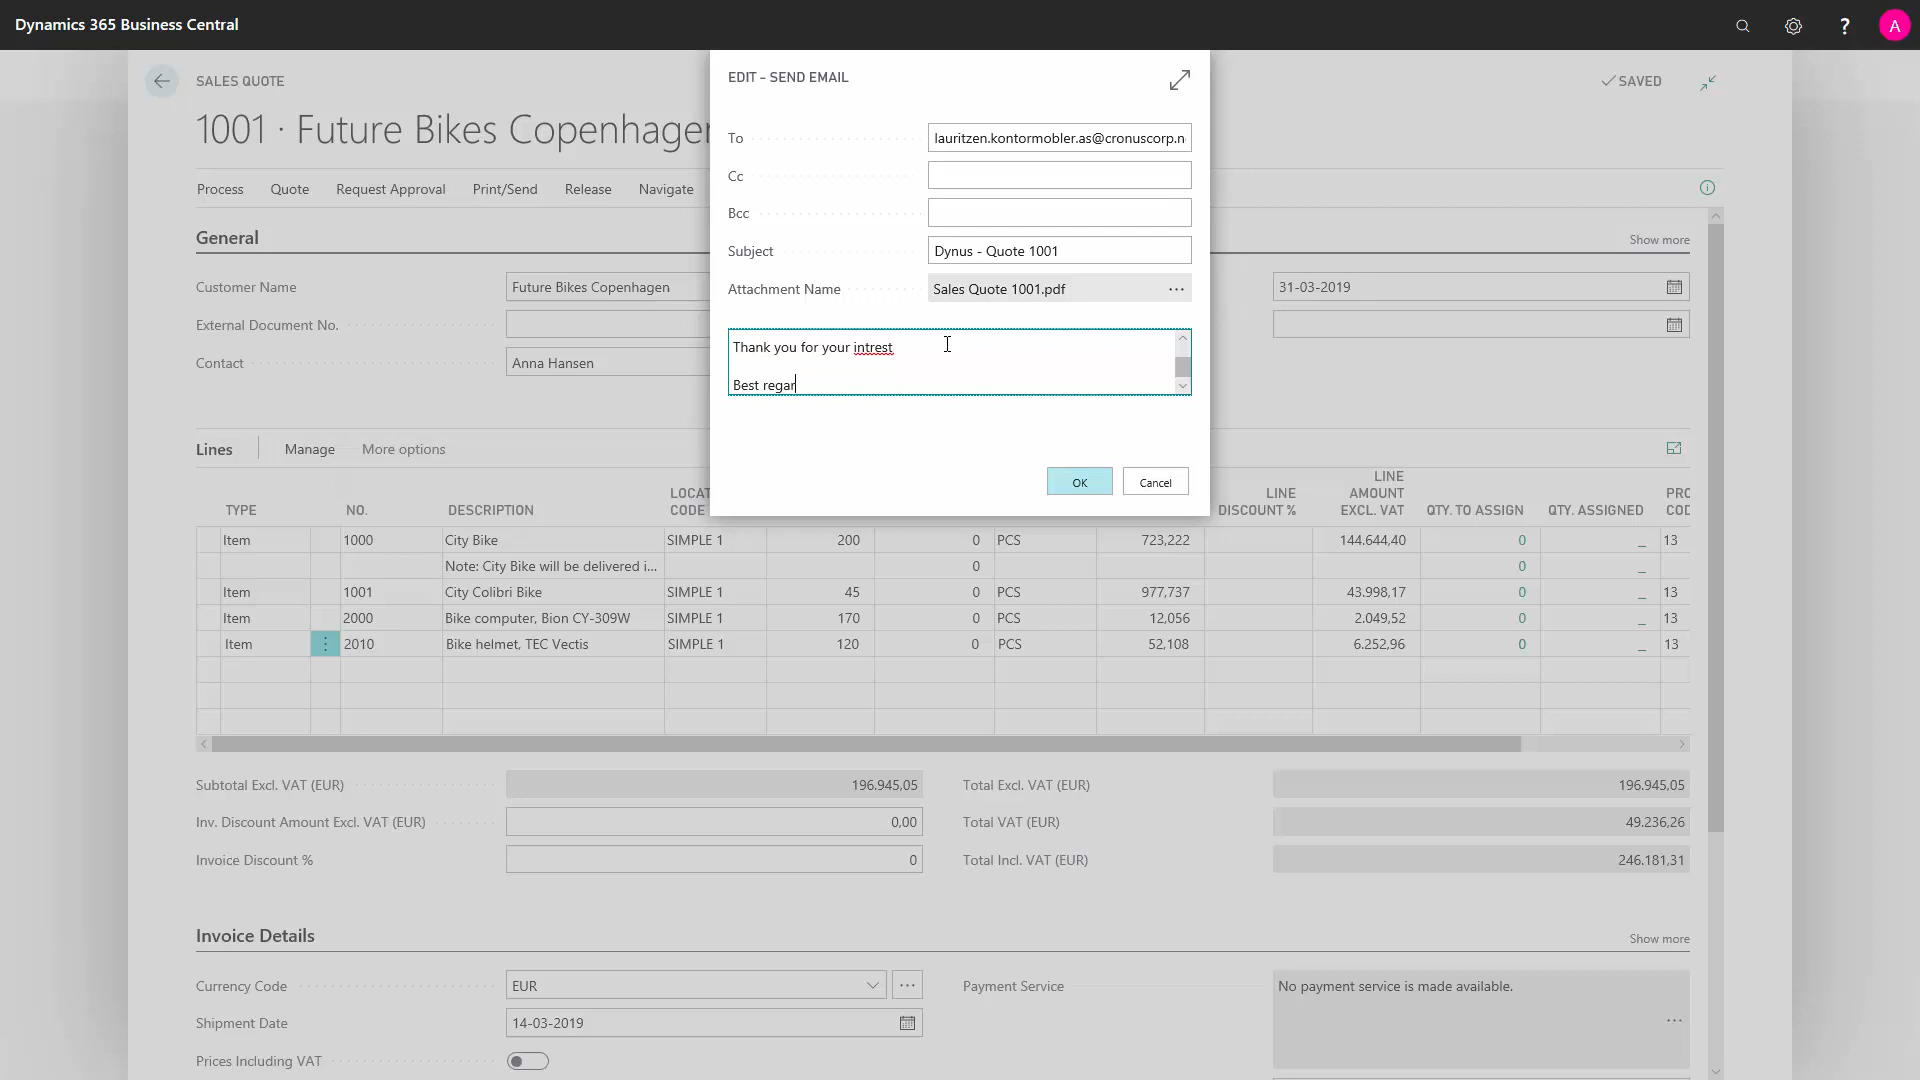 Dynamics 365 Business Central
?
A
SALES QUOTE
SAVED
1001 · Future Bikes Copenhagen
Process Quote Request Approval Print/Send Release Navigate
General
Show more
Customer Name
Future Bikes Copenhagen
31-03-2019
External Document No.
Contact
Anna Hansen
EDIT - SEND EMAIL
To
lauritzen.kontormobler.as@cronuscorp.n
Cc
Bcc
Subject
Dynus - Quote 1001
Attachment Name
Sales Quote 1001.pdf
Thank you for your intrest
Best regar
OK
Cancel
Lines Manage More options
TYPE NO. DESCRIPTION LOCAT CODE LINE DISCOUNT % LINE AMOUNT EXCL. VAT QTY. TO ASSIGN QTY. ASSIGNED PRO COD
Item 1000 City Bike SIMPLE 1 200 0 PCS 723,222 144.644,40 0 _ 13
Note: City Bike will be delivered i... 0 0 _
Item 1001 City Colibri Bike SIMPLE 1 45 0 PCS 977,737 43.998,17 0 _ 13
Item 2000 Bike computer, Bion CY-309W SIMPLE 1 170 0 PCS 12,056 2.049,52 0 _ 13
Item 2010 Bike helmet, TEC Vectis SIMPLE 1 120 0 PCS 52,108 6.252,96 0 _ 13
Subtotal Excl. VAT (EUR) 196.945,05 Total Excl. VAT (EUR) 196.945,05
Inv. Discount Amount Excl. VAT (EUR) 0,00 Total VAT (EUR) 49.236,26
Invoice Discount % 0 Total Incl. VAT (EUR) 246.181,31
Invoice Details
Show more
Currency Code EUR Payment Service No payment service is made available.
Shipment Date 14-03-2019
Prices Including VAT